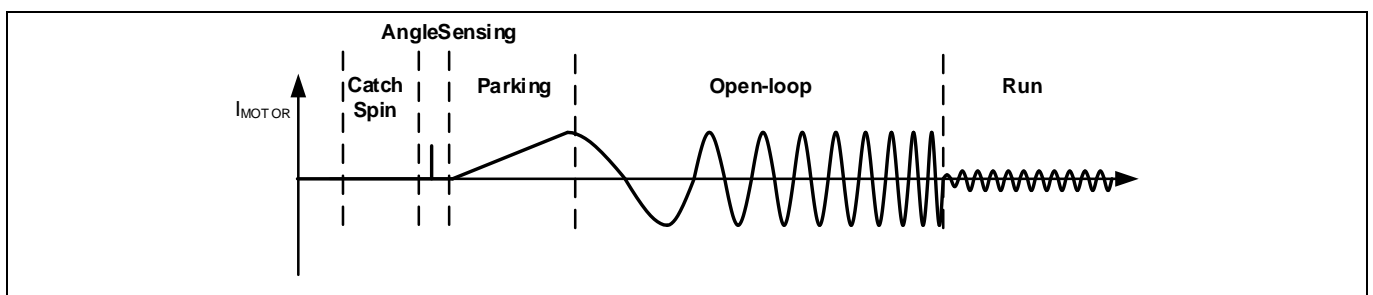 AngleSensing
Catch Spin
Parking
Open-loop
Run
IMOTOR